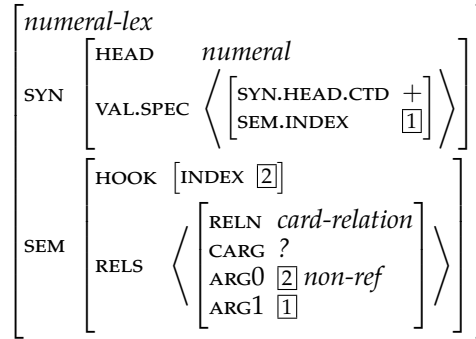 numeral-lex
HEAD numeral
SYN VAL.SPEC ⟨ SYN.HEAD.CTD + ⟩
SEM.INDEX 1
HOOK [INDEX 2]
RELN card-relation
CARG ?
SEM RELS ⟨ ARG0 2 non-ref ⟩
ARG1 1